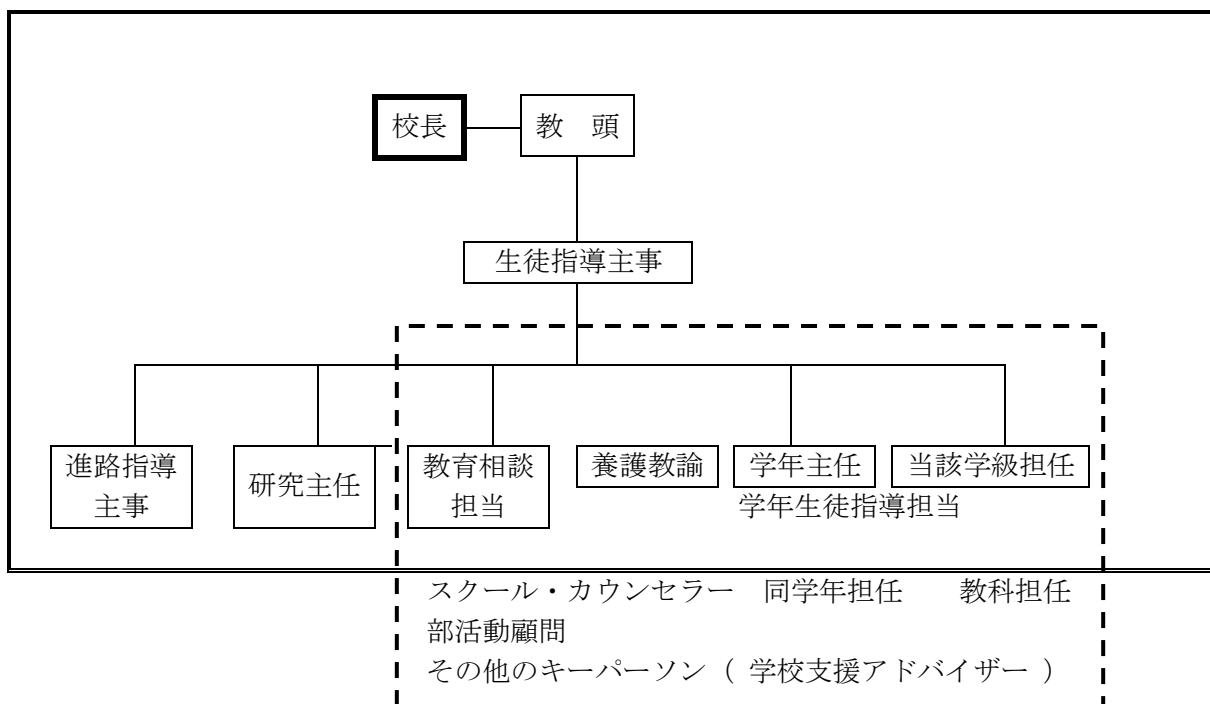 校長
教　頭
生徒指導主事
進路指導
主事
研究主任
教育相談
担当
養護教諭
学年主任
当該学級担任
学年生徒指導担当
スクール・カウンセラー　同学年担任　　教科担任
部活動顧問
その他のキーパーソン（ 学校支援アドバイザー ）